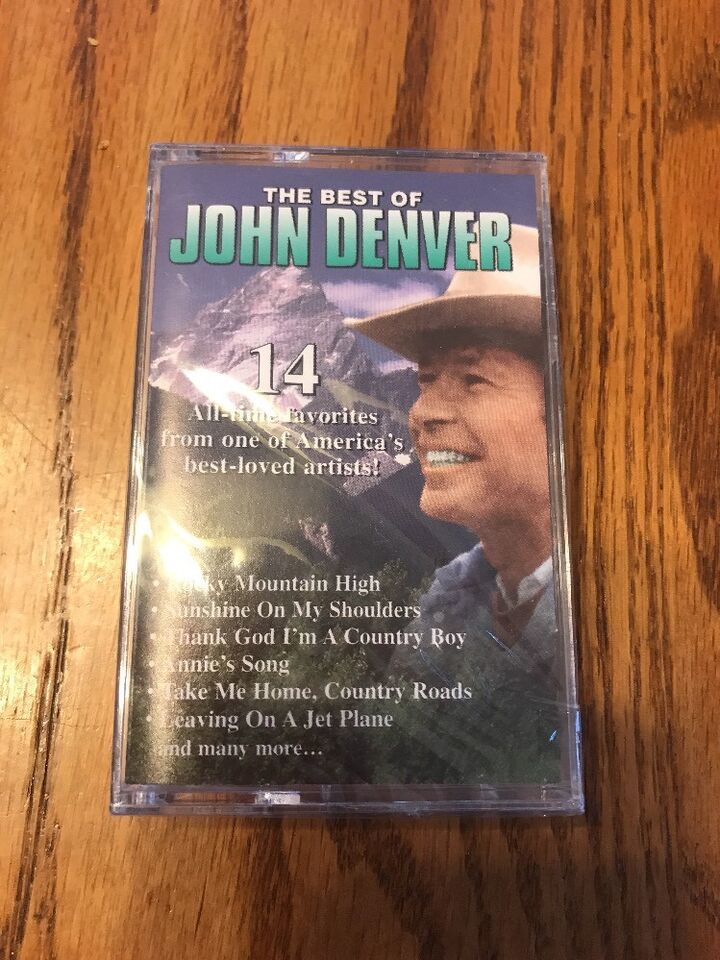 THE BEST OF
JOHN DENVER
14
All-time favorites
from one of America's
best-loved artists!
• Rocky Mountain High
• Sunshine On My Shoulders
• Thank God I'm A Country Boy
• Annie's Song
• Take Me Home, Country Roads
• Leaving On A Jet Plane
and many more...